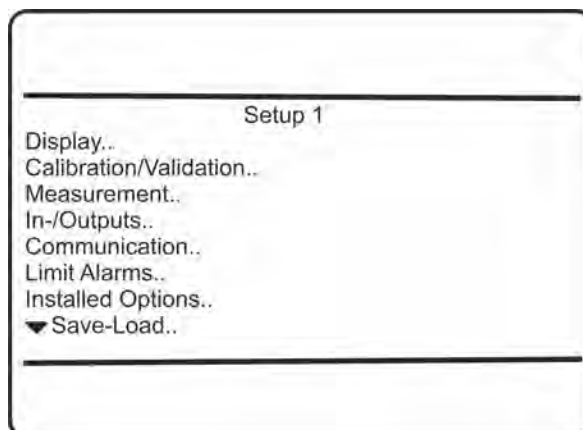 Setup 1
Display..
Calibration/Validation..
Measurement..
In-/Outputs..
Communication..
Limit Alarms..
Installed Options..
Save-Load..